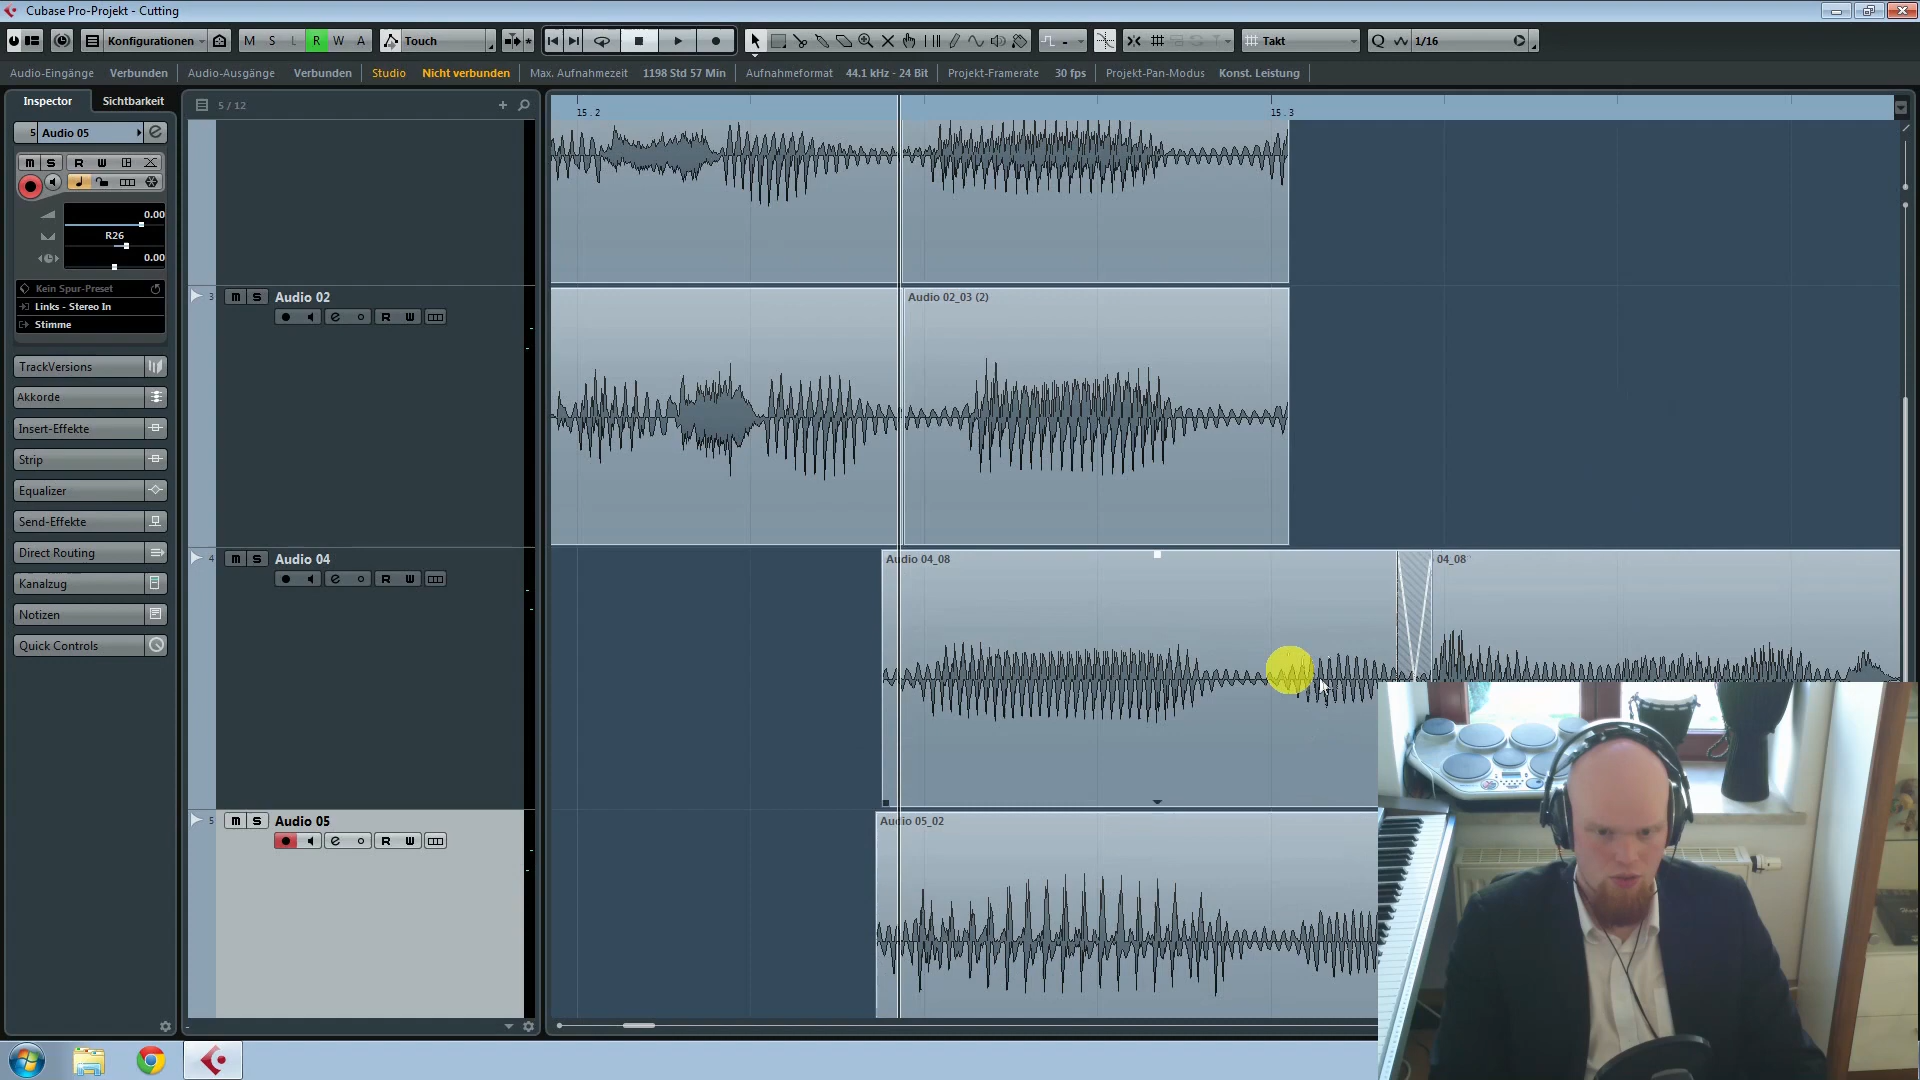 Cubase Pro-Projekt - Cutting
Konfigurationen
M S L R W A
Touch
Takt
Q 1/16
Audio-Eingänge Verbunden Audio-Ausgänge Verbunden Studio Nicht verbunden Max. Aufnahmezeit 1198 Std 57 Min Aufnahmeformat 44.1 kHz - 24 Bit Projekt-Framerate 30 fps Projekt-Pan-Modus Konst. Leistung
Inspector Sichtbarkeit
5 / 12
15.2 15.3
5 Audio 05
M S R W
0.00
R26
0.00
Kein Spur-Preset
Links - Stereo In
Stimme
TrackVersions
Akkorde
Insert-Effekte
Strip
Equalizer
Send-Effekte
Direct Routing
Kanalzug
Notizen
Quick Controls
3 M S Audio 02
R W
Audio 02_03 (2)
4 M S Audio 04
R W
Audio 04_08
04_08
5 M S Audio 05
R W
Audio 05_02